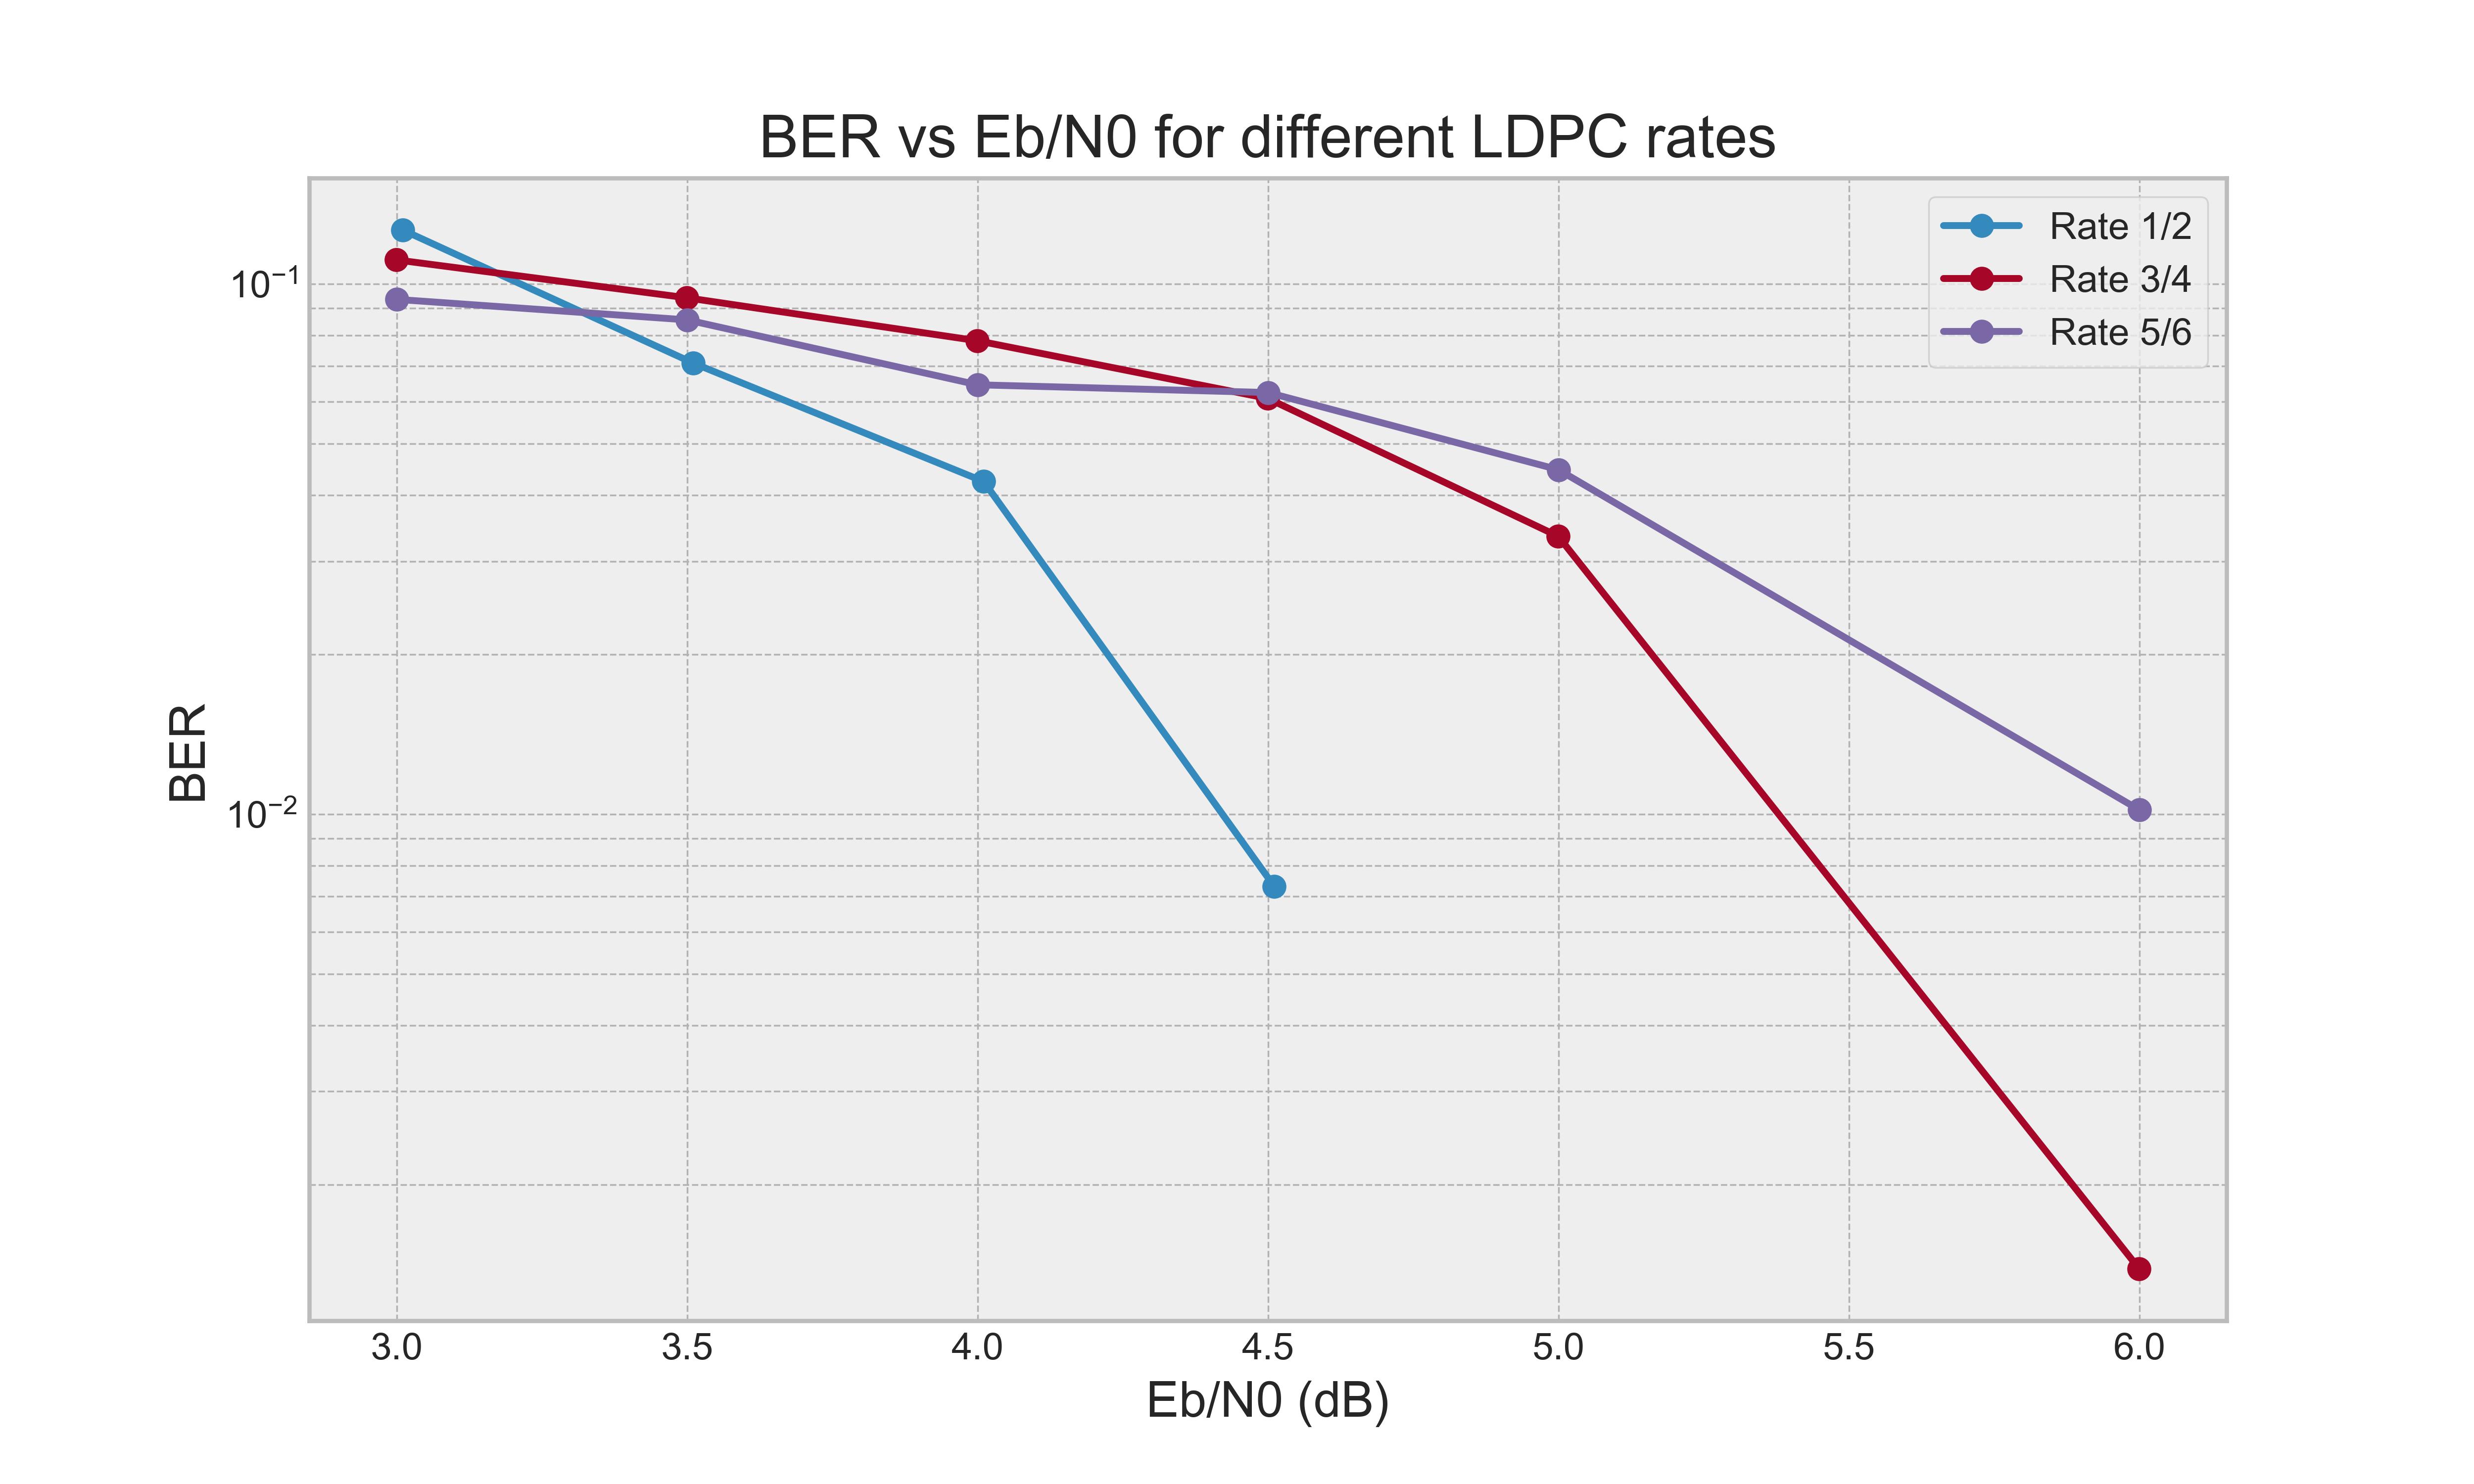 BER vs Eb/N0 for different LDPC rates
Rate 1/2
Rate 3/4
Rate 5/6
10⁻¹
10⁻²
BER
3.0 3.5 4.0 4.5 5.0 5.5 6.0
Eb/N0 (dB)